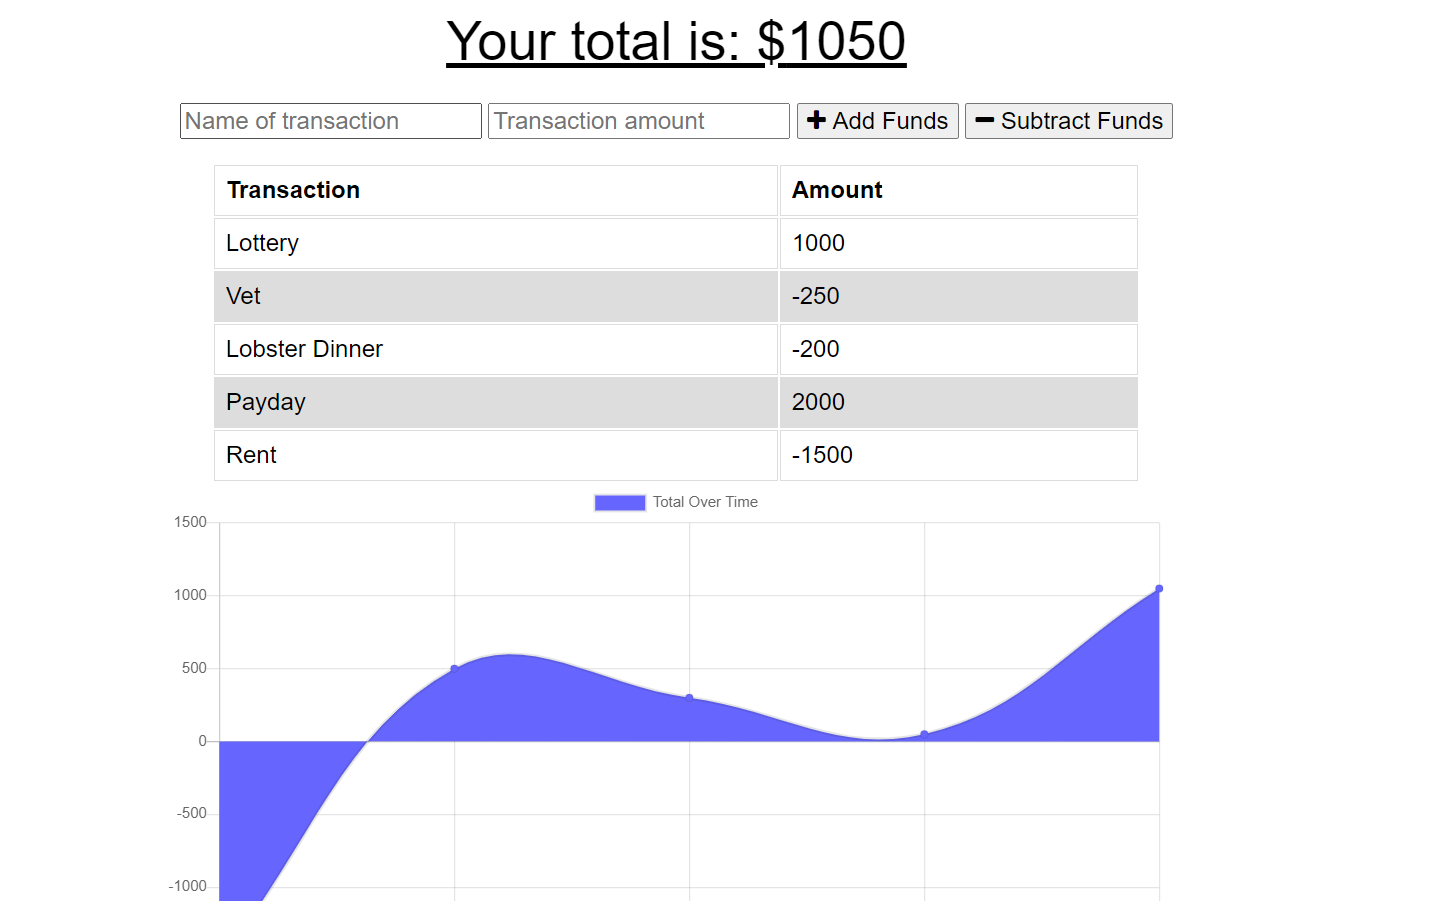 Your total is: $1050
Name of transaction Transaction amount Add Funds Subtract Funds
Transaction Amount
Lottery 1000
Vet -250
Lobster Dinner -200
Payday 2000
Rent -1500
Total Over Time
1500
1000
500
0
-500
-1000